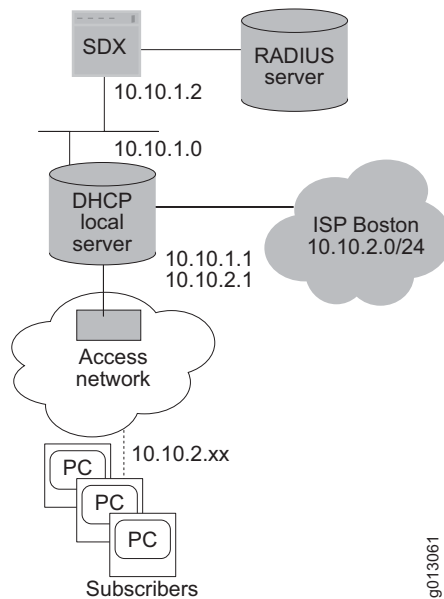 SDX
RADIUS
server
10.10.1.2
10.10.1.0
DHCP
local
server
ISP Boston
10.10.2.0/24
10.10.1.1
10.10.2.1
Access
network
10.10.2.xx
PC
PC
PC
Subscribers
g013061